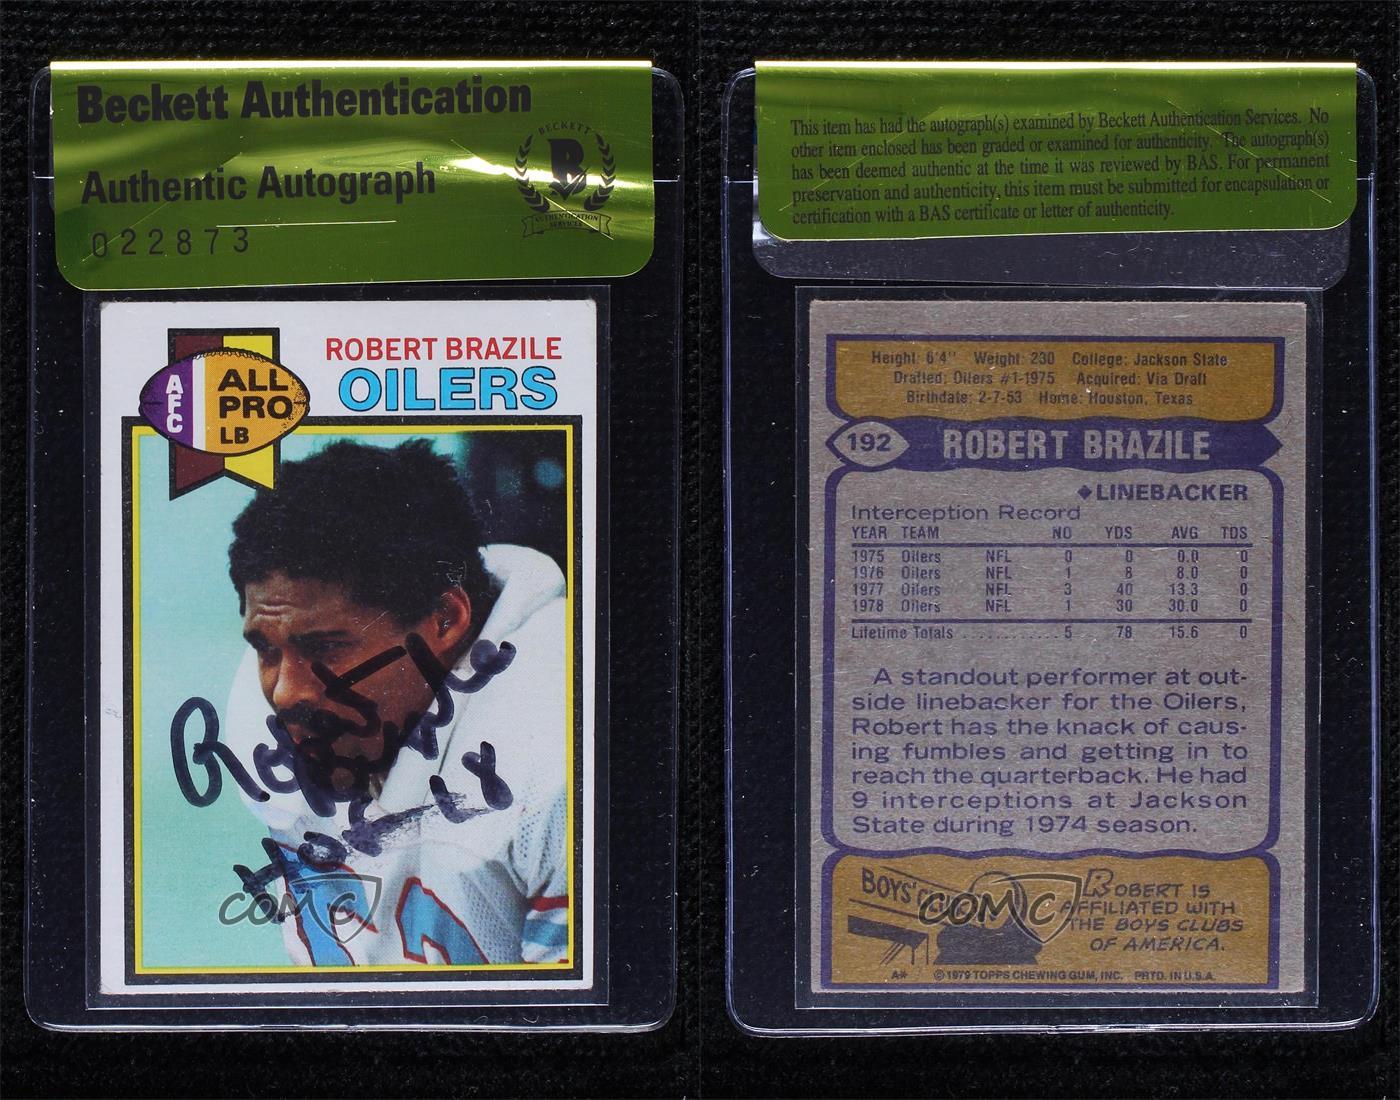 Beckett Authentication
Authentic Autograph
022873
BECKETT
B
AUTHENTICATION
SERVICES
AFC
ALL
PRO
LB
ROBERT BRAZILE
OILERS
Robert Brazile
HOF 18
COMC
This item has had the autograph(s) examined by Beckett Authentication Services. No
other item enclosed has been graded or examined for authenticity. The autograph(s)
has been deemed authentic at the time it was reviewed by BAS. For permanent
preservation and authenticity, this item must be submitted for encapsulation or
certification with a BAS certificate or letter of authenticity.
Height: 6'4" Weight: 230 College: Jackson State
Drafted: Oilers #1-1975 Acquired: Via Draft
Birthdate: 2-7-53 Home: Houston, Texas
192 ROBERT BRAZILE
◆LINEBACKER
Interception Record
YEAR TEAM NO YDS AVG TDS
1975 Oilers NFL 0 0 0.0 0
1976 Oilers NFL 1 8 8.0 0
1977 Oilers NFL 3 40 13.3 0
1978 Oilers NFL 1 30 30.0 0
Lifetime Totals ............ 5 78 15.6 0
A standout performer at out-
side linebacker for the Oilers,
Robert has the knack of caus-
ing fumbles and getting in to
reach the quarterback. He had
9 interceptions at Jackson
State during 1974 season.
BOYS' CLUB
ROBERT IS
AFFILIATED WITH
THE BOYS CLUBS
OF AMERICA.
COMC
A* © 1979 TOPPS CHEWING GUM, INC. PRTD. IN U.S.A.